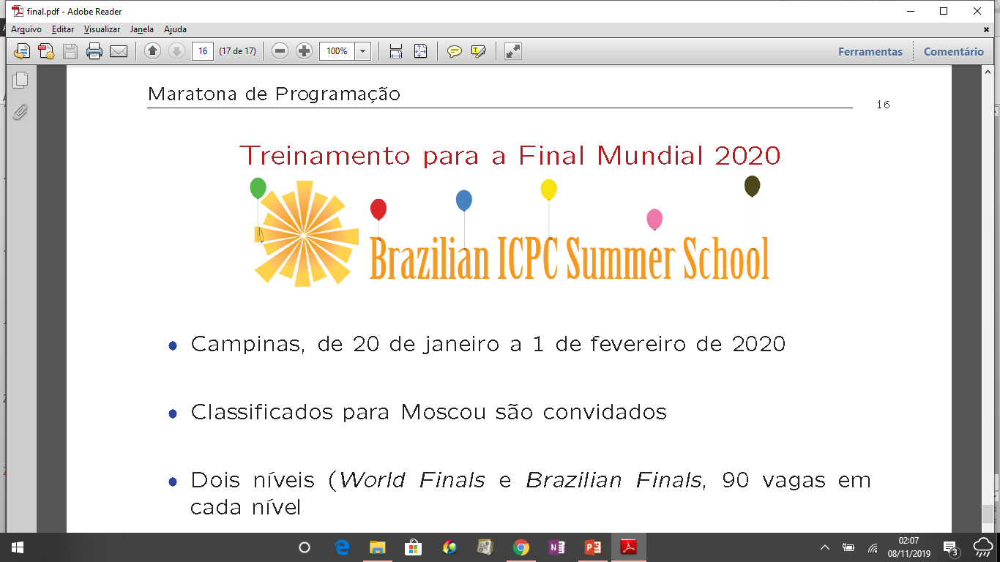 final.pdf - Adobe Reader
Arquivo Editar Visualizar Janela Ajuda
16 (17 de 17) 100% Ferramentas Comentário
Maratona de Programação
16
Treinamento para a Final Mundial 2020
Brazilian ICPC Summer School
• Campinas, de 20 de janeiro a 1 de fevereiro de 2020
• Classificados para Moscou são convidados
• Dois níveis (World Finals e Brazilian Finals, 90 vagas em
cada nível
02:07
08/11/2019
3